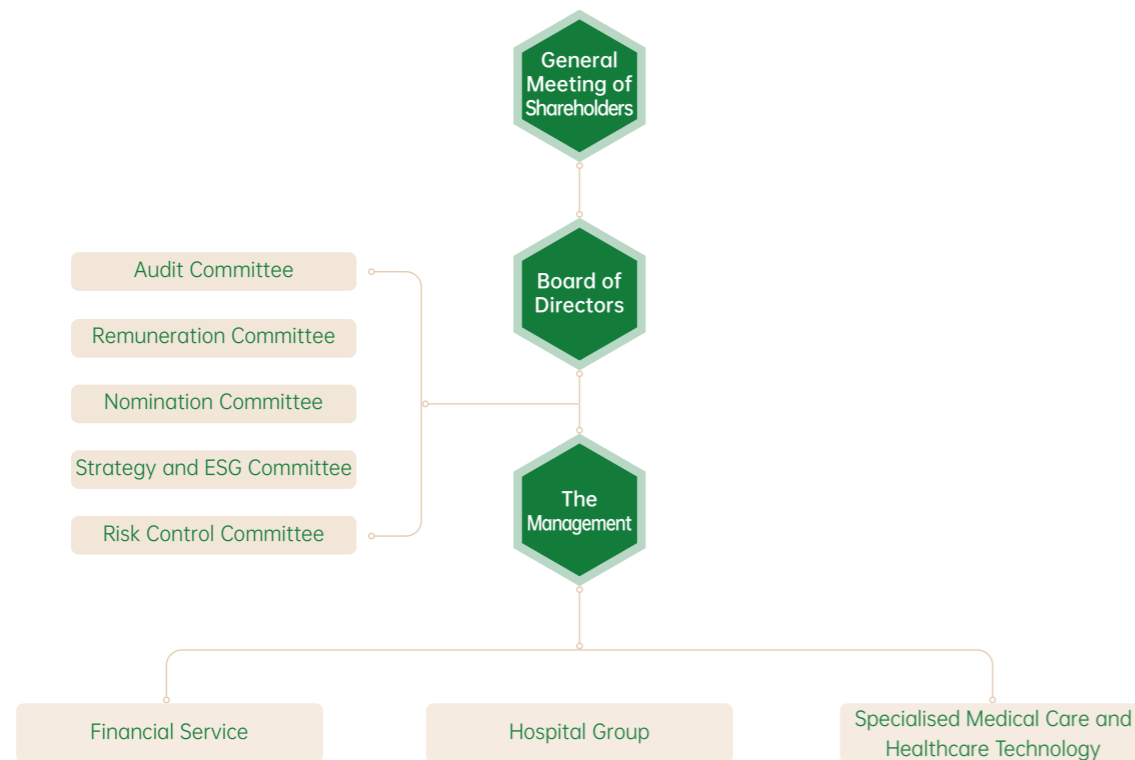 General
Meeting of
Shareholders
Board of
Directors
Audit Committee
Remuneration Committee
Nomination Committee
Strategy and ESG Committee
Risk Control Committee
The
Management
Financial Service
Hospital Group
Specialised Medical Care and
Healthcare Technology